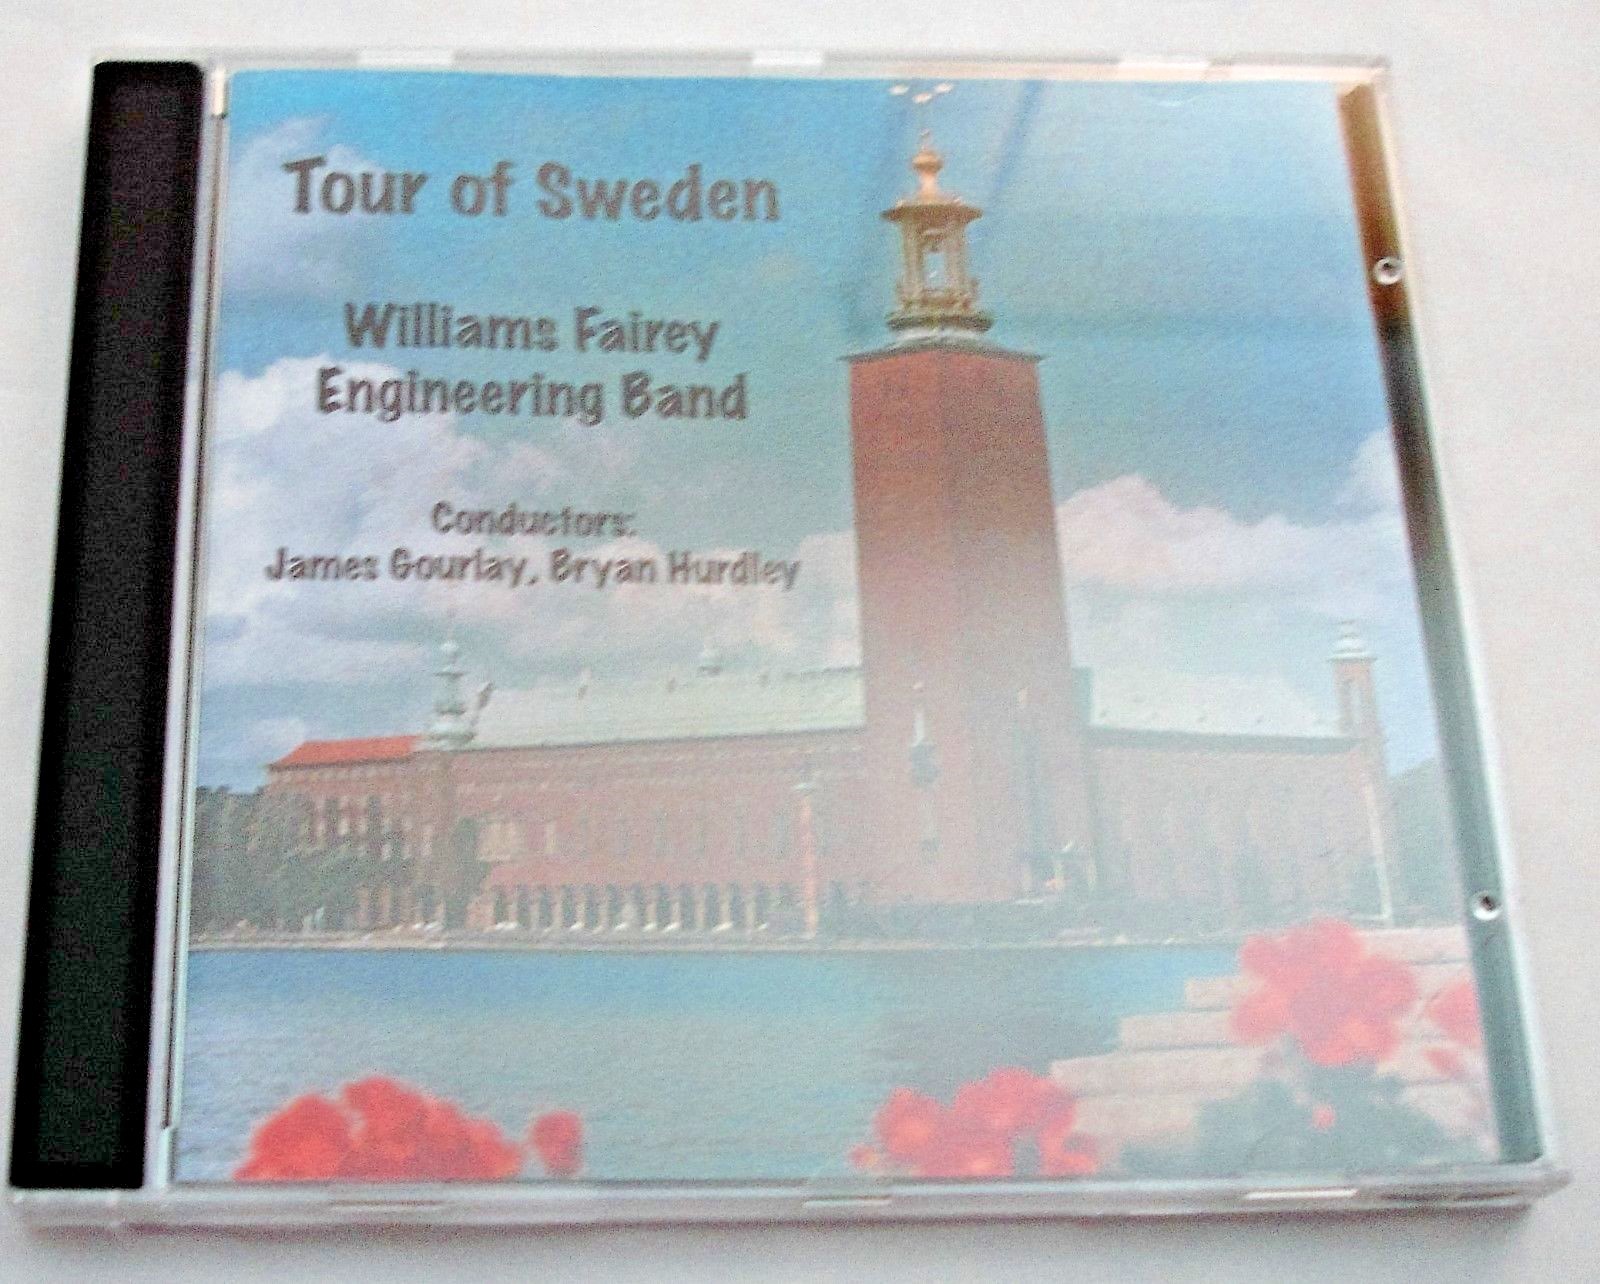 Tour of Sweden
Williams Fairey
Engineering Band
Conductors:
James Gourlay, Bryan Hurdley